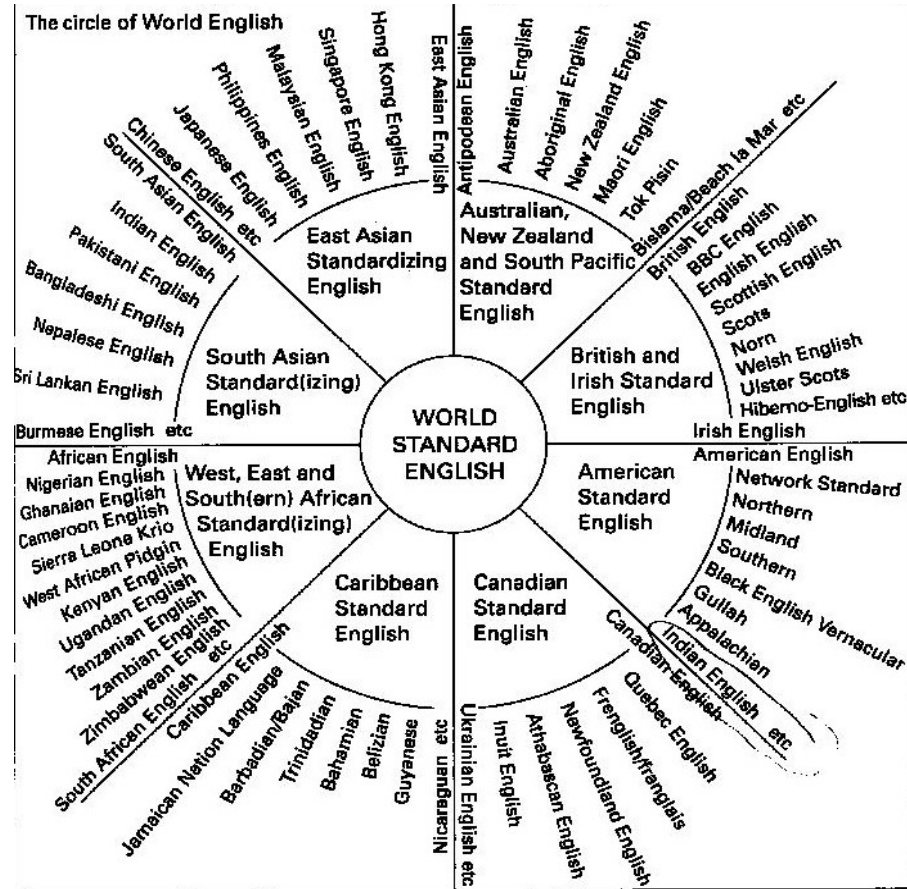 The circle of World English
WORLD
STANDARD
ENGLISH
East Asian
Standardizing
English
East Asian English
Hong Kong English
Singapore English
Malaysian English
Philippines English
Japanese English
Chinese English etc
Australian,
New Zealand
and South Pacific
Standard
English
Antipodean English
Australian English
Aboriginal English
New Zealand English
Maori English
Tok Pisin
Bislama/Beach la Mar etc
British and
Irish Standard
English
British English
BBC English
English English
Scottish English
Scots
Norn
Welsh English
Ulster Scots
Hiberno-English etc
Irish English
American
Standard
English
American English
Network Standard
Northern
Midland
Southern
Black English Vernacular
Gullah
Appalachian
Indian English etc
Canadian
Standard
English
Canadian English
Quebec English
Frenglish/franglais
Newfoundland English
Athabascan English
Inuit English
Ukrainian English etc
Caribbean
Standard
English
Caribbean English
Jamaican Nation Language
Barbadian/Bajan
Trinidadian
Bahamian
Belizian
Guyanese
Nicaraguan etc
West, East and
South(ern) African
Standard(izing)
English
African English
Nigerian English
Ghanaian English
Cameroon English
Sierra Leone Krio
West African Pidgin
Kenyan English
Ugandan English
Tanzanian English
Zambian English
Zimbabwean English
South African English etc
South Asian
Standard(izing)
English
South Asian English
Indian English
Pakistani English
Bangladeshi English
Nepalese English
Sri Lankan English
Burmese English etc